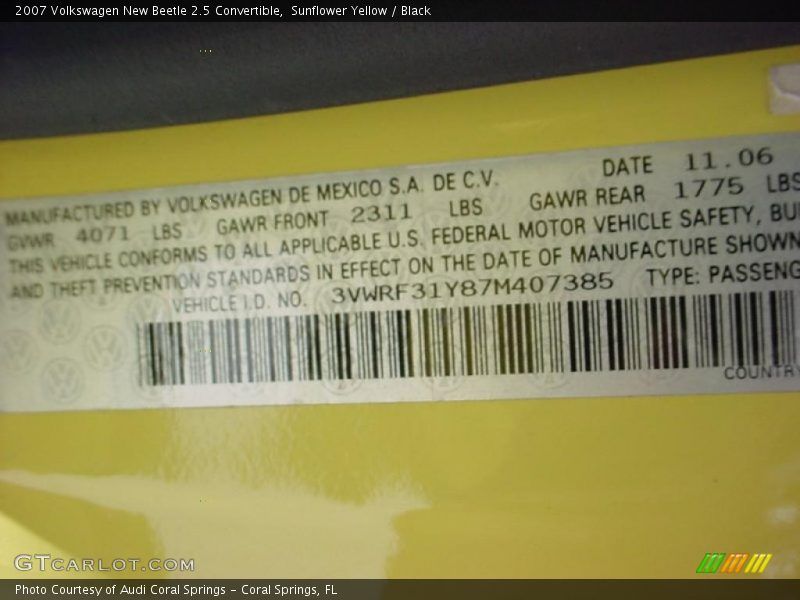 2007 Volkswagen New Beetle 2.5 Convertible,  Sunflower Yellow / Black
DATE 11.06
MANUFACTURED BY VOLKSWAGEN DE MEXICO S.A. DE C.V.
GVWR 4071 LBS GAWR FRONT 2311 LBS GAWR REAR 1775 LBS
THIS VEHICLE CONFORMS TO ALL APPLICABLE U.S. FEDERAL MOTOR VEHICLE SAFETY, BU
AND THEFT PREVENTION STANDARDS IN EFFECT ON THE DATE OF MANUFACTURE SHOWN
VEHICLE I.D. NO. 3VWRF31Y87M407385 TYPE: PASSENG
COUNTRY
GTCARLOT.COM
Photo Courtesy of Audi Coral Springs – Coral Springs, FL